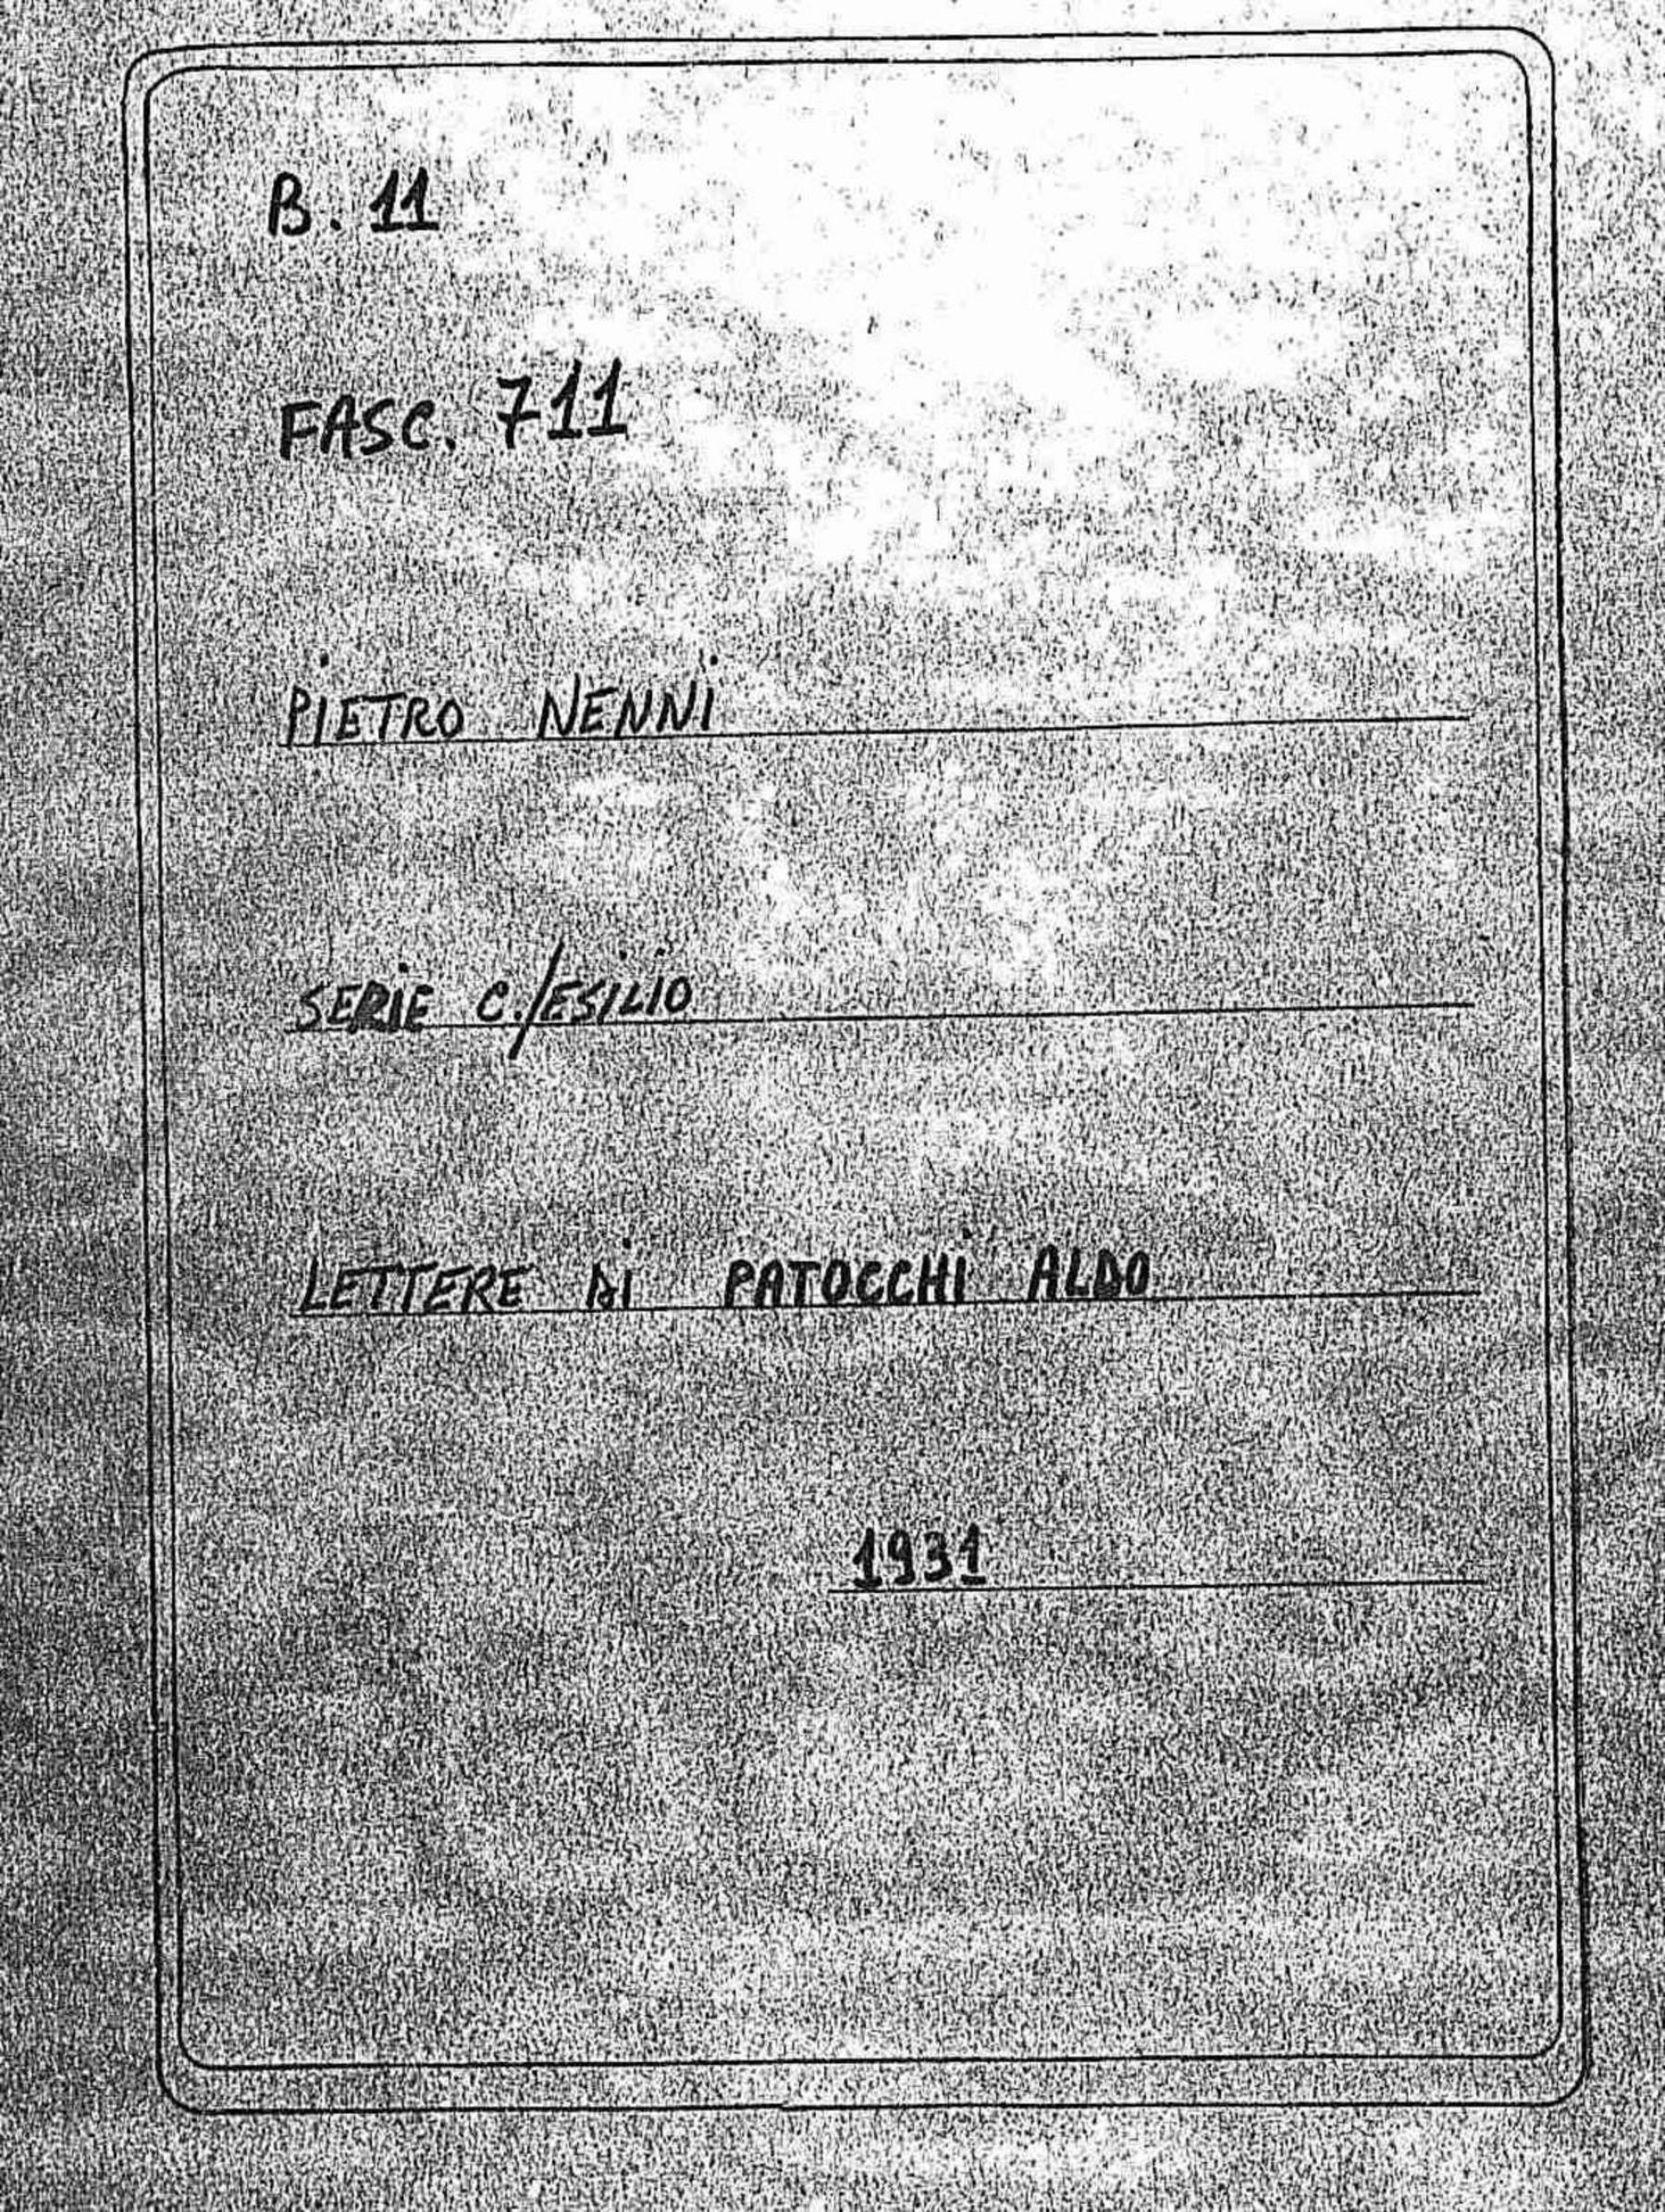 B. 11
FASC. 711
PIETRO NENNI
SERIE C./ESILIO
LETTERE DI PATOCCHI ALDO
1931